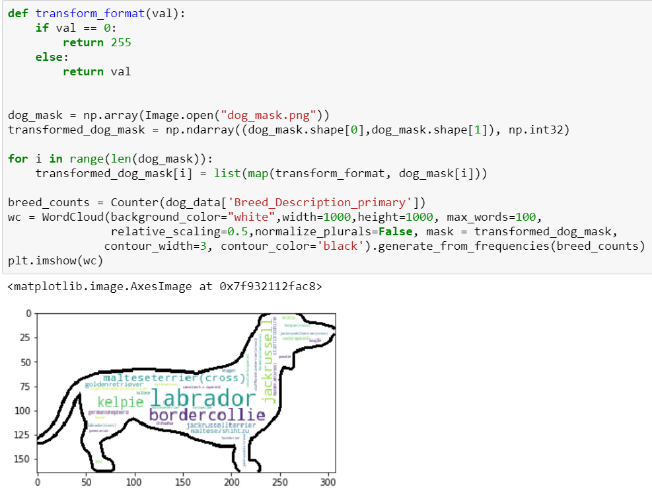 def transform_format(val):
    if val == 0:
        return 255
    else:
        return val
dog_mask = np.array(Image.open("dog_mask.png"))
transformed_dog_mask = np.ndarray((dog_mask.shape[0],dog_mask.shape[1]), np.int32)
for i in range(len(dog_mask)):
    transformed_dog_mask[i] = list(map(transform_format, dog_mask[i]))
breed_counts = Counter(dog_data['Breed_Description_primary'])
wc = WordCloud(background_color="white",width=1000,height=1000, max_words=100,
               relative_scaling=0.5,normalize_plurals=False, mask = transformed_dog_mask,
              contour_width=3, contour_color='black').generate_from_frequencies(breed_counts)
plt.imshow(wc)
<matplotlib.image.AxesImage at 0x7f932112fac8>
0
25
50
75
100
125
150
jackrussell
malteseterrier(cross)
goldenretriever
kelpie
labrador
bordercollie
jackrussellterrier
maltese/shihtzu
0 50 100 150 200 250 300